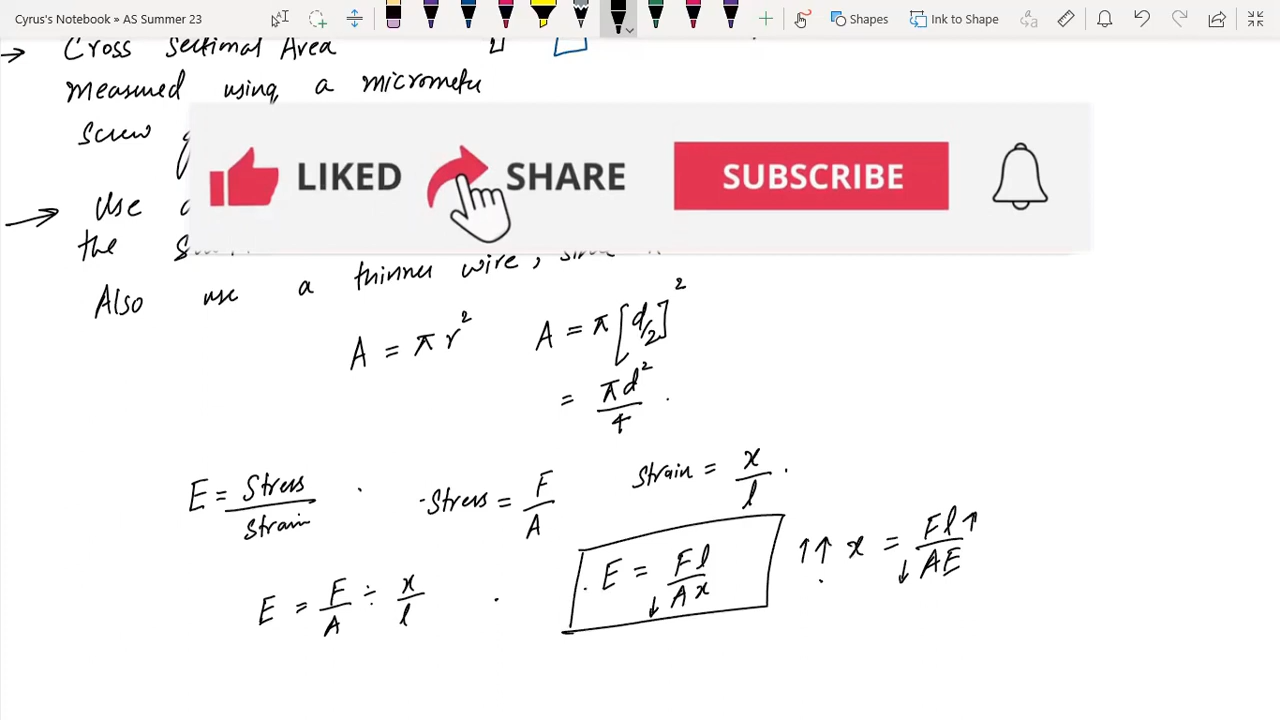 Cyrus's Notebook » AS Summer 23
Shapes
Ink to Shape
→ Cross Sectional Area
measured using a micrometer
Screw
LIKED SHARE SUBSCRIBE
→ Use
the
Also use a thinner wire,
A = πr² A = π[d/2]²
= πd²/4 .
E = Stress/Strain . Stress = F/A Strain = x/l .
E = F/A ÷ x/l . E = Fl/↓Ax ↑↑ x = Fl↑/↓AE